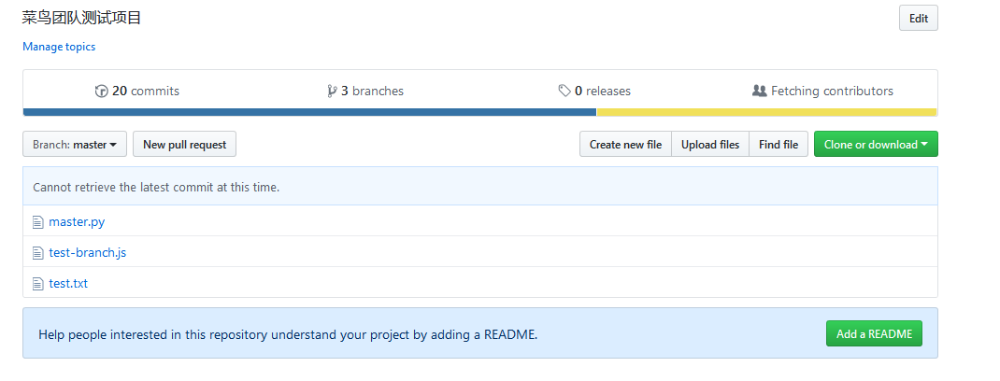 菜鸟团队测试项目
Edit
Manage topics
20 commits 3 branches 0 releases Fetching contributors
Branch: master New pull request Create new file Upload files Find file Clone or download
Cannot retrieve the latest commit at this time.
master.py
test-branch.js
test.txt
Help people interested in this repository understand your project by adding a README. Add a README